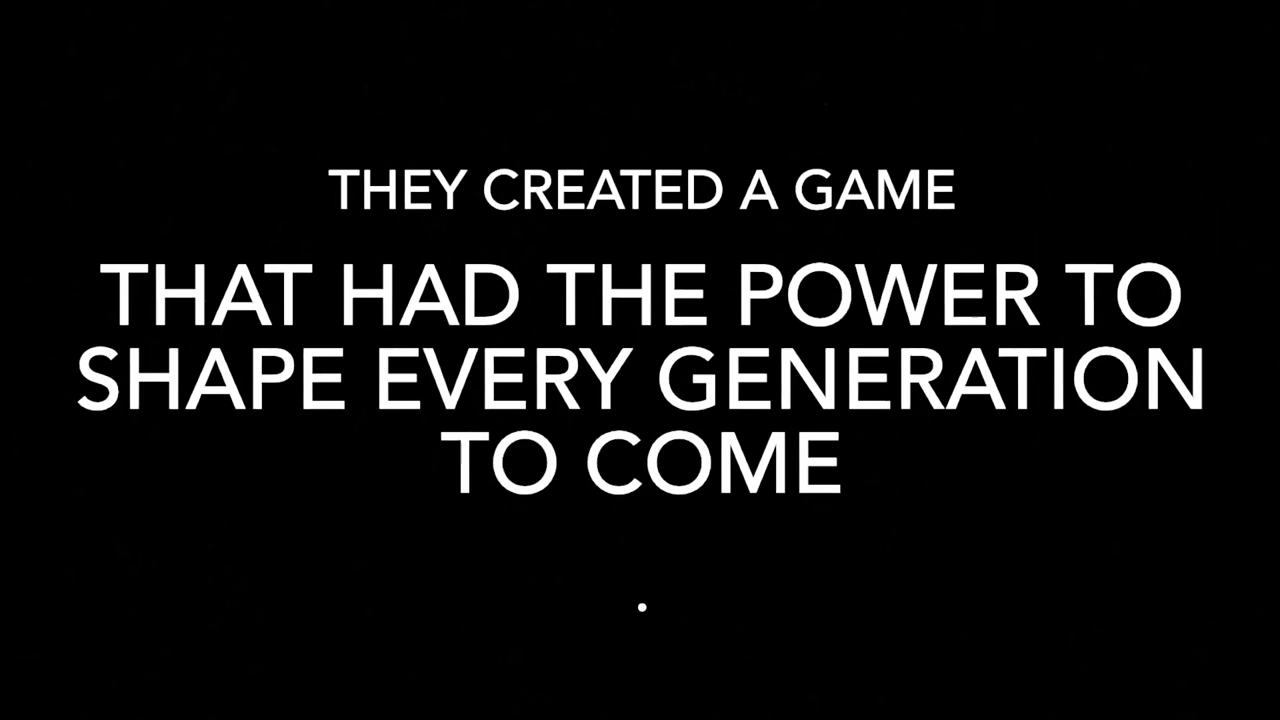 THEY CREATED A GAME
THAT HAD THE POWER TO
SHAPE EVERY GENERATION
TO COME
.